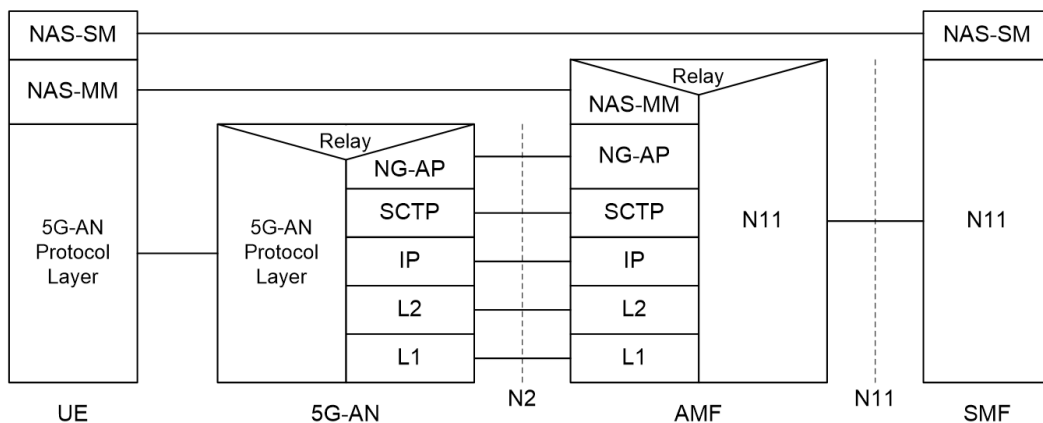 NAS-SM
NAS-SM
NAS-MM
Relay
NAS-MM
Relay
NG-AP
NG-AP
5G-AN
Protocol
Layer
5G-AN
Protocol
Layer
SCTP
SCTP
N11
N11
IP
IP
L2
L2
L1
L1
UE
5G-AN
N2
AMF
N11
SMF